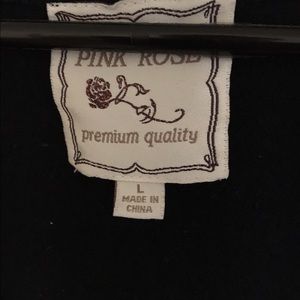 PINK ROSE
premium quality
L
MADE IN
CHINA